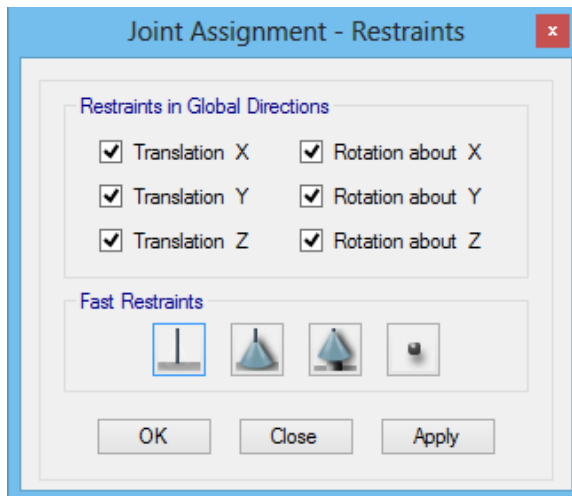 Joint Assignment - Restraints
x
Restraints in Global Directions
Translation X
Rotation about X
Translation Y
Rotation about Y
Translation Z
Rotation about Z
Fast Restraints
OK
Close
Apply